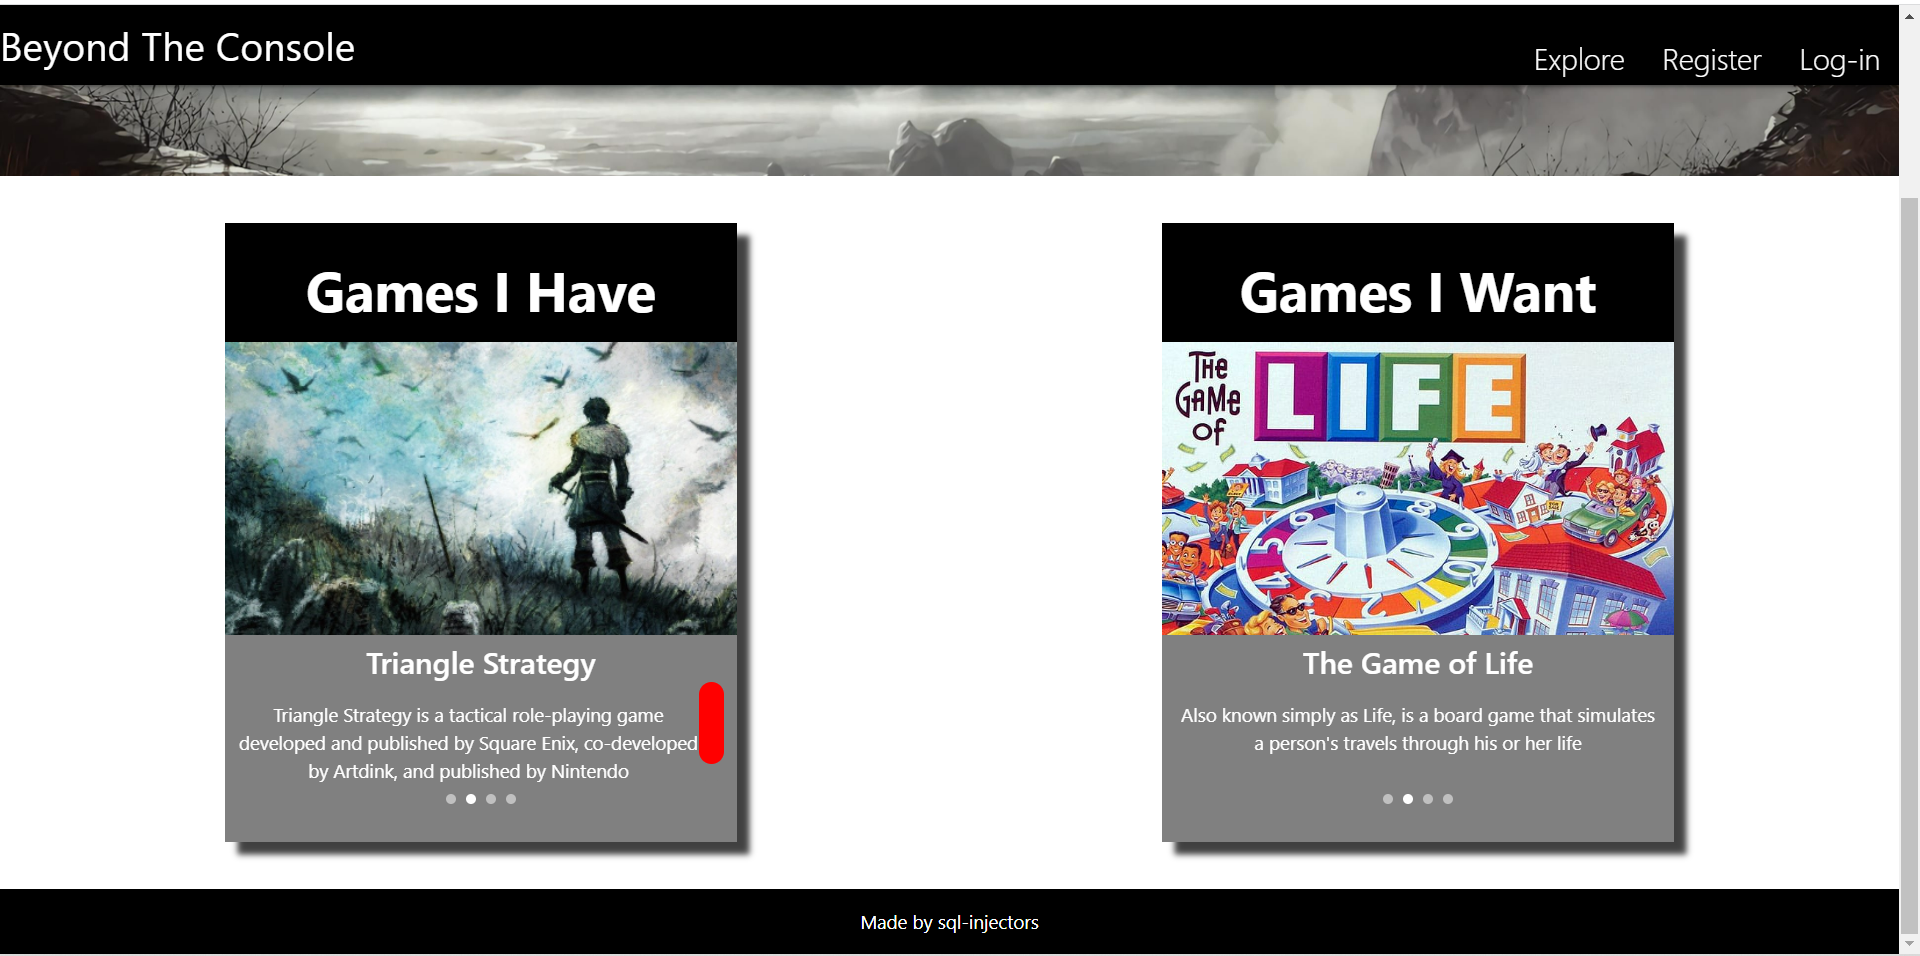 Beyond The Console
Explore Register Log-in
Games I Have
Triangle Strategy
Triangle Strategy is a tactical role-playing game
developed and published by Square Enix, co-developed
by Artdink, and published by Nintendo
Games I Want
THE
GAME
OF
LIFE
The Game of Life
Also known simply as Life, is a board game that simulates
a person's travels through his or her life
Made by sql-injectors